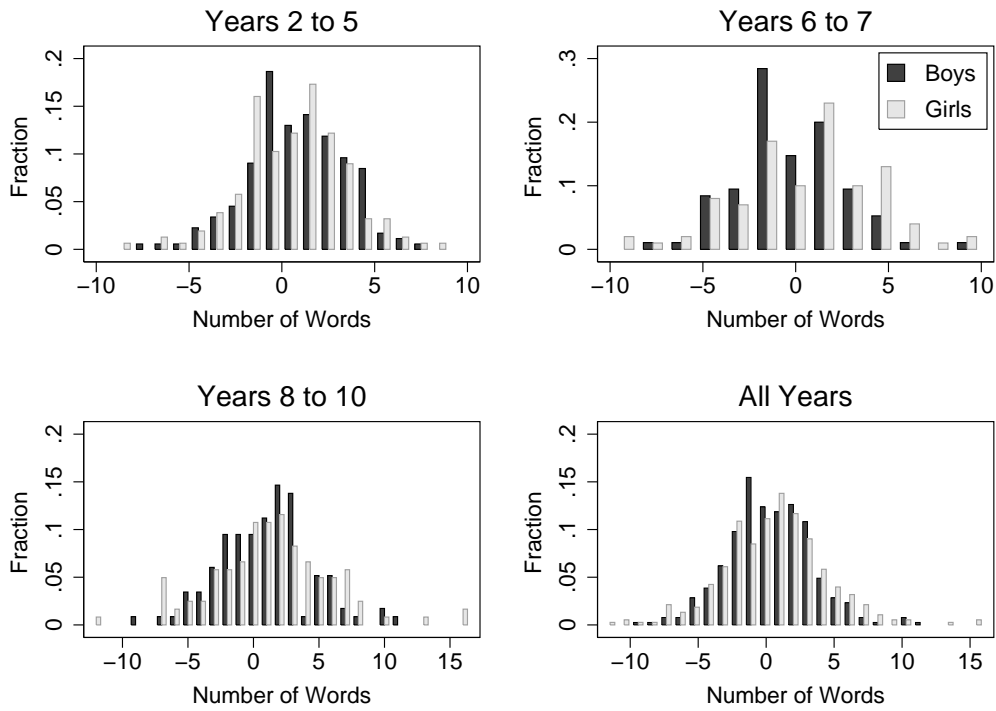 Years 2 to 5
Fraction
.2
.15
.1
.05
0
−10 −5 0 5 10
Number of Words
Years 6 to 7
Boys
Girls
Fraction
.3
.2
.1
0
−10 −5 0 5 10
Number of Words
Years 8 to 10
Fraction
.2
.15
.1
.05
0
−10 −5 0 5 10 15
Number of Words
All Years
Fraction
.2
.15
.1
.05
0
−10 −5 0 5 10 15
Number of Words